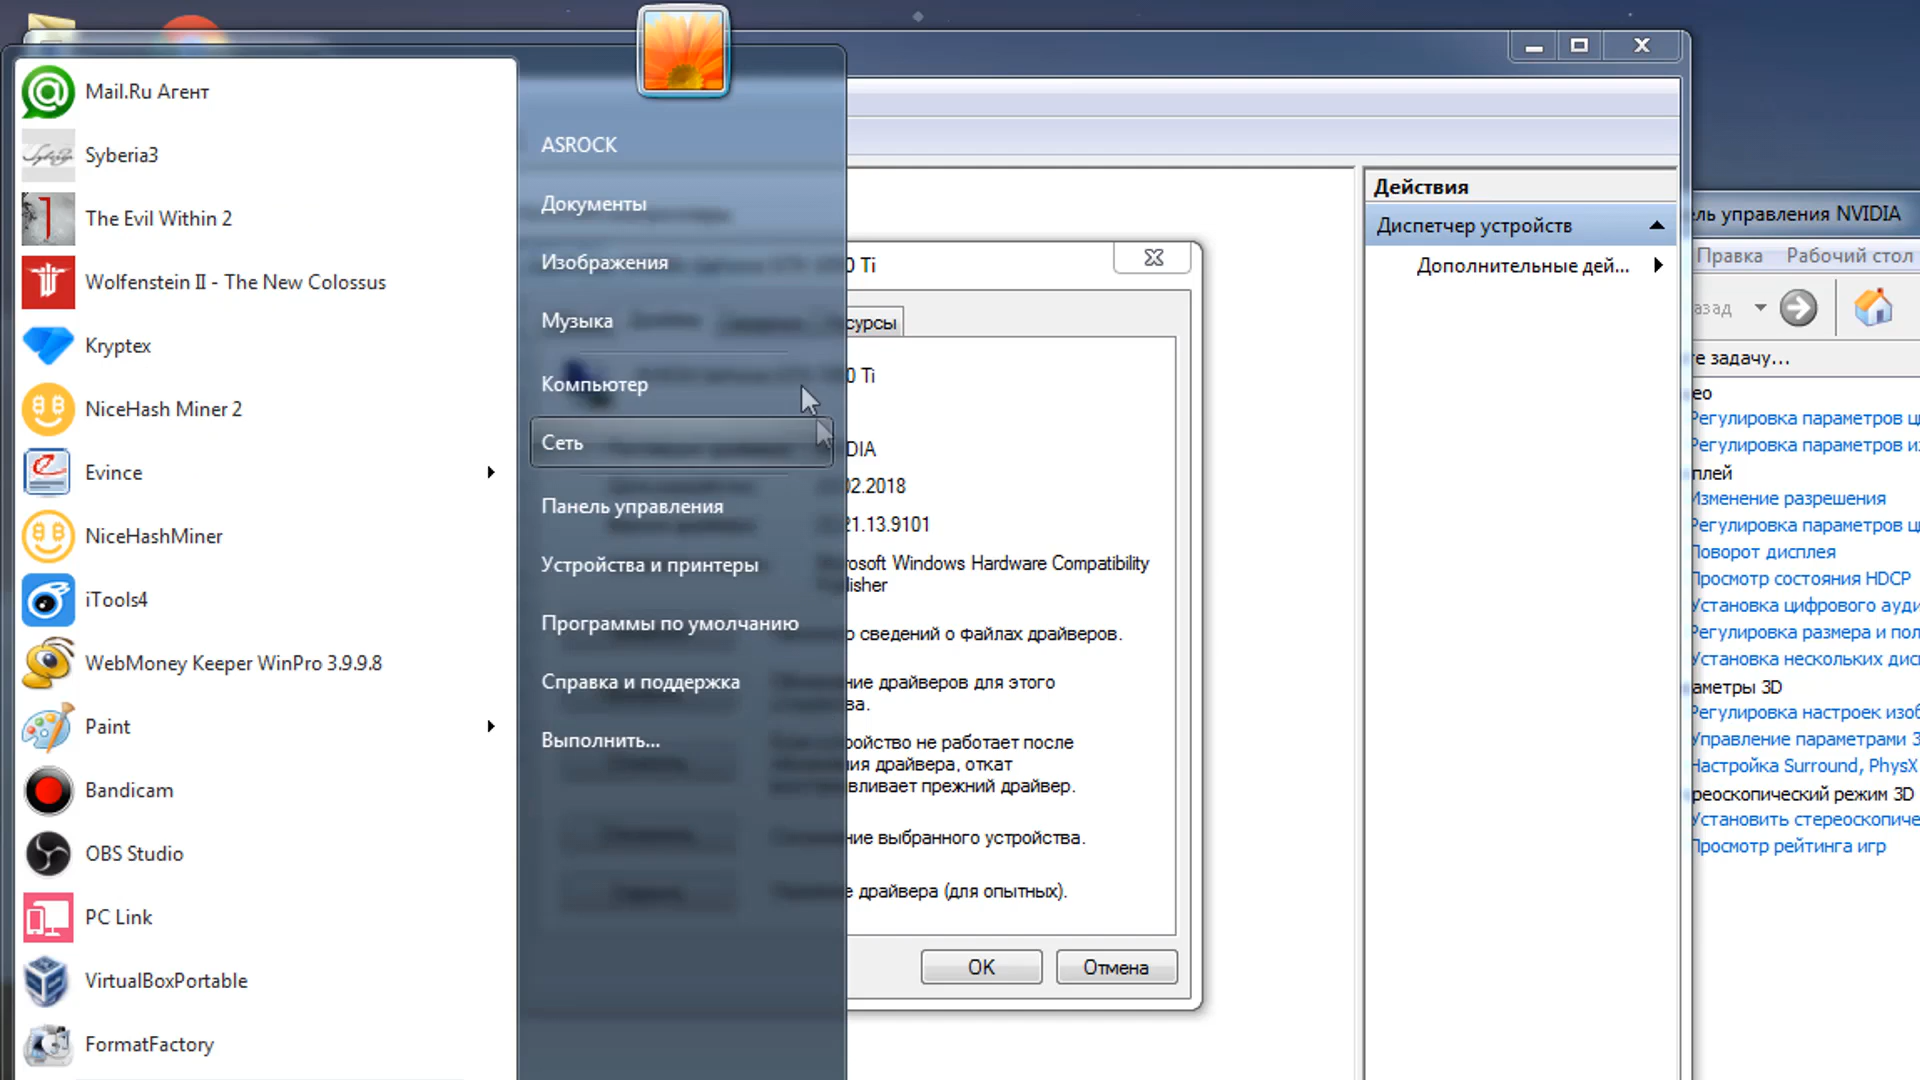 Mail.Ru Агент
Syberia3
The Evil Within 2
Wolfenstein II - The New Colossus
Kryptex
NiceHash Miner 2
Evince
NiceHashMiner
iTools4
WebMoney Keeper WinPro 3.9.9.8
Paint
Bandicam
OBS Studio
PC Link
VirtualBoxPortable
FormatFactory
ASROCK
Документы
Изображения
Музыка
Компьютер
Сеть
Панель управления
Устройства и принтеры
Программы по умолчанию
Справка и поддержка
Выполнить...
0 Ti
сурсы
0 Ti
DIA
02.2018
21.13.9101
rosoft Windows Hardware Compatibility
lisher
о сведений о файлах драйверов.
ние драйверов для этого
ва.
ройство не работает после
ия драйвера, откат
вливает прежний драйвер.
ние выбранного устройства.
е драйвера (для опытных).
OK
Отмена
Действия
Диспетчер устройств
Дополнительные дей...
ль управления NVIDIA
Правка Рабочий стол
азад
е задачу...
ео
Регулировка параметров ц
Регулировка параметров из
плей
Изменение разрешения
Регулировка параметров ц
Поворот дисплея
Просмотр состояния HDCP
Установка цифрового ауди
Регулировка размера и пол
Установка нескольких дис
аметры 3D
Регулировка настроек изоб
Управление параметрами 3
Настройка Surround, PhysX
реоскопический режим 3D
Установить стереоскопиче
Просмотр рейтинга игр